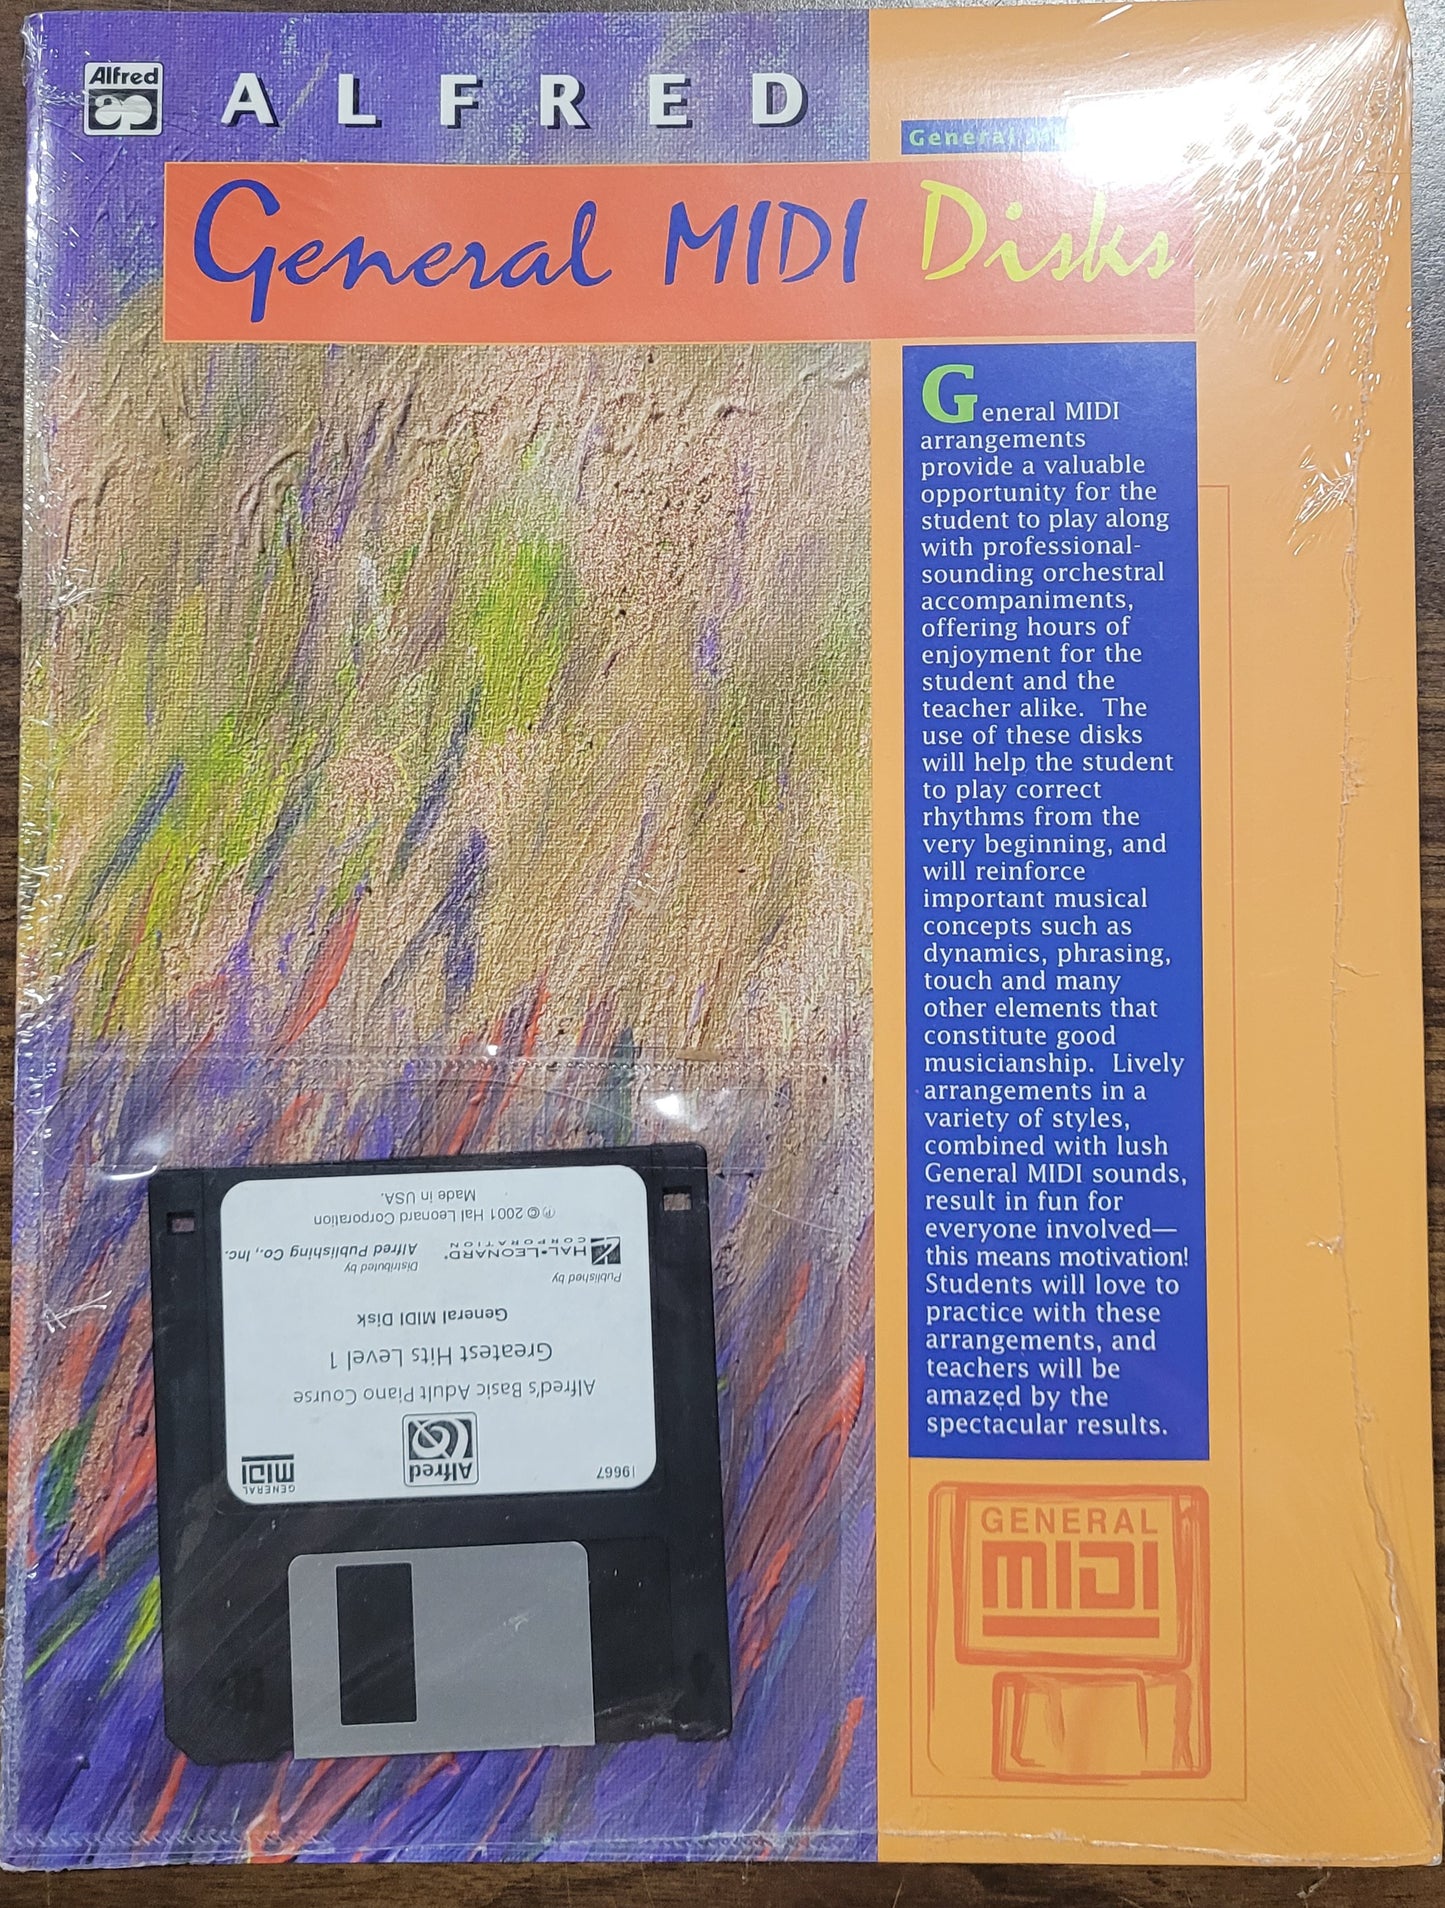 Alfred
ALFRED
General
General MIDI Disks
General MIDI
arrangements
provide a valuable
opportunity for the
student to play along
with professional-
sounding orchestral
accompaniments,
offering hours of
enjoyment for the
student and the
teacher alike. The
use of these disks
will help the student
to play correct
rhythms from the
very beginning, and
will reinforce
important musical
concepts such as
dynamics, phrasing,
touch and many
other elements that
constitute good
musicianship. Lively
arrangements in a
variety of styles,
combined with lush
General MIDI sounds,
result in fun for
everyone involved—
this means motivation!
Students will love to
practice with these
arrangements, and
teachers will be
amazed by the
spectacular results.
GENERAL
MIDI
19667
Alfred
GENERAL
MIDI
Alfred's Basic Adult Piano Course
Greatest Hits Level 1
General MIDI Disk
Published by
HAL•LEONARD®
CORPORATION
Distributed by
Alfred Publishing Co., Inc.
℗ © 2001 Hal Leonard Corporation
Made in USA.